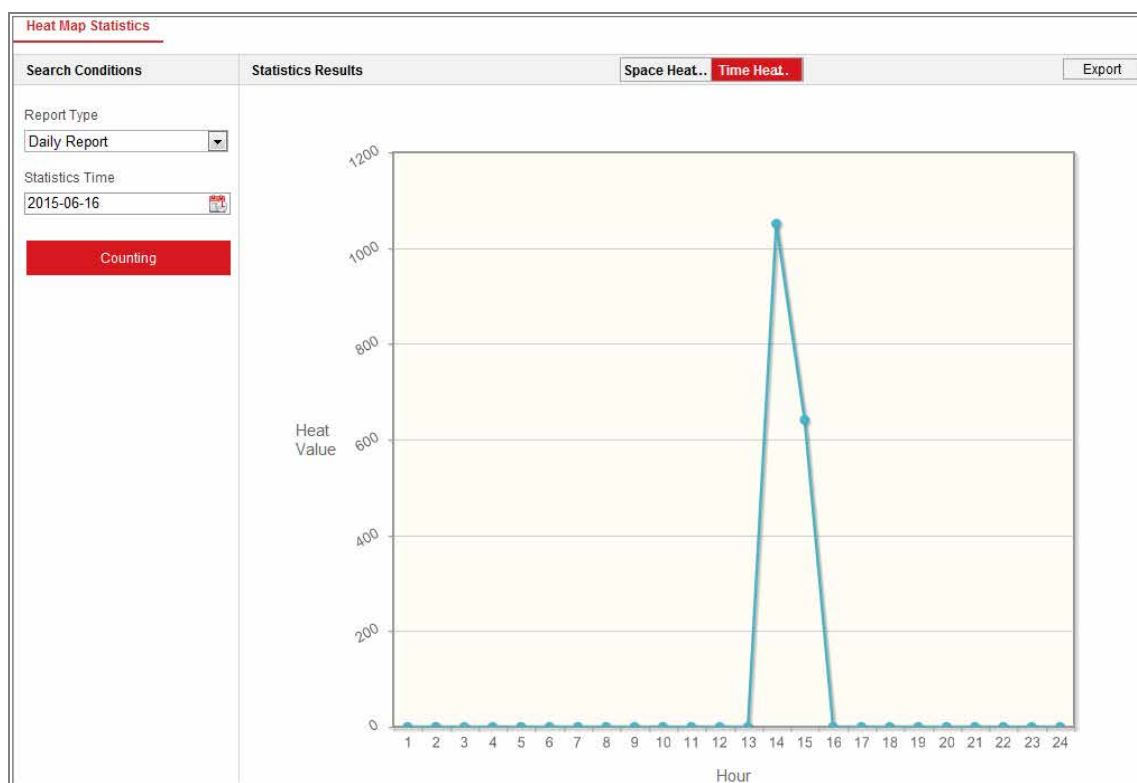 Heat Map Statistics
Search Conditions
Statistics Results
Space Heat...
Time Heat..
Export
Report Type
Daily Report
Statistics Time
2015-06-16
Counting
1200
1000
800
600
400
200
0
Heat
Value
1 2 3 4 5 6 7 8 9 10 11 12 13 14 15 16 17 18 19 20 21 22 23 24
Hour